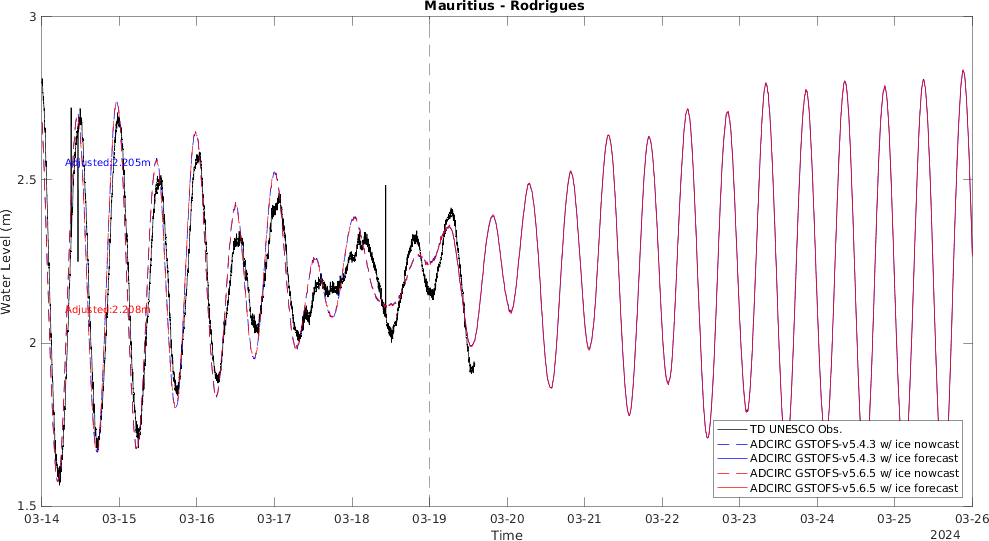 Mauritius - Rodrigues
3
2.5
2
1.5
Water Level (m)
Adjusted:2.205m
Adjusted:2.208m
TD UNESCO Obs.
ADCIRC GSTOFS-v5.4.3 w/ ice nowcast
ADCIRC GSTOFS-v5.4.3 w/ ice forecast
ADCIRC GSTOFS-v5.6.5 w/ ice nowcast
ADCIRC GSTOFS-v5.6.5 w/ ice forecast
03-14 03-15 03-16 03-17 03-18 03-19 03-20 03-21 03-22 03-23 03-24 03-25 03-26
Time
2024